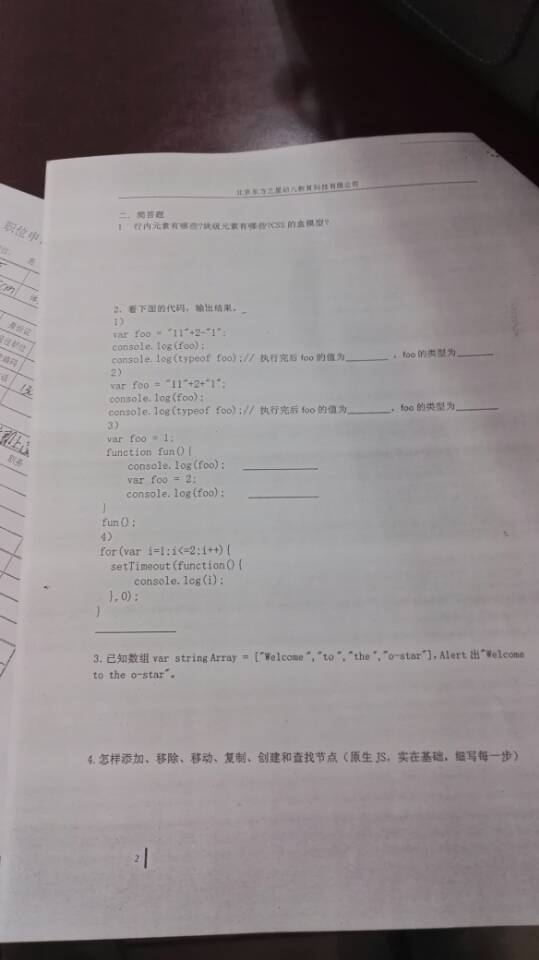 北京东方之星幼儿教育科技有限公司
二、简答题
1 行内元素有哪些?块级元素有哪些?CSS 的盒模型?
2、看下面的代码，输出结果。_
1）
var foo = "11"+2-"1";
console.log(foo);
console.log(typeof foo);// 执行完后 foo 的值为________ ，foo 的类型为_______
2）
var foo = "11"+2+"1";
console.log(foo);
console.log(typeof foo);// 执行完后 foo 的值为________，foo 的类型为________
3）
var foo = 1;
function fun(){
console.log(foo); ______________
var foo = 2;
console.log(foo); ______________
}
fun();
4）
for(var i=1;i<=2;i++){
setTimeout(function(){
console.log(i);
},0);
}
_______________
3.已知数组 var stringArray = ["Welcome","to","the","o-star"],Alert 出"Welcome
to the o-star"。
4.怎样添加、移除、移动、复制、创建和查找节点（原生 JS，实在基础，细写每一步）
2
职位申
身份证
职务